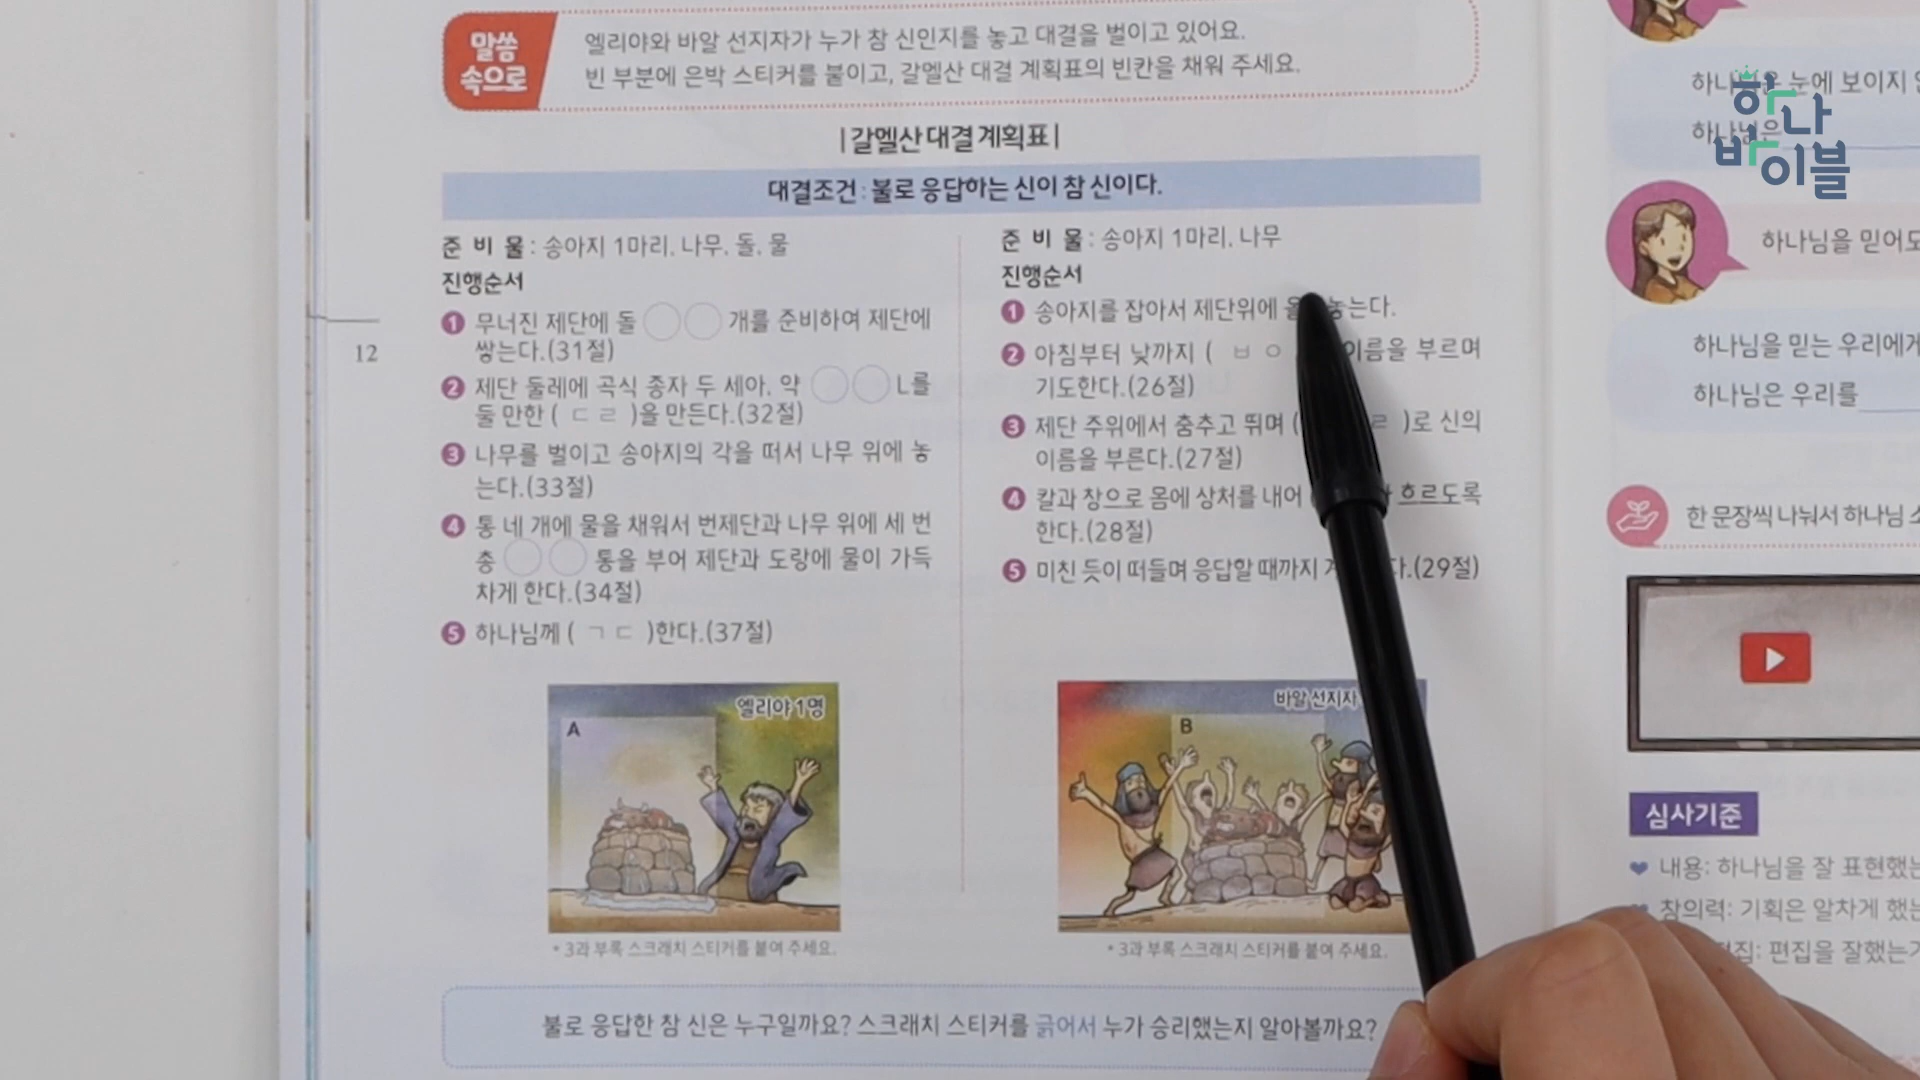 말씀
속으로
엘리야와 바알 선지자가 누가 참 신인지를 놓고 대결을 벌이고 있어요.
빈 부분에 은박 스티커를 붙이고, 갈멜산 대결 계획표의 빈칸을 채워 주세요.
|갈멜산 대결 계획표|
대결조건 : 불로 응답하는 신이 참 신이다.
준 비 물 : 송아지 1마리, 나무, 돌, 물
진행순서
1 무너진 제단에 돌 ○○ 개를 준비하여 제단에
쌓는다.(31절)
2 제단 둘레에 곡식 종자 두 세아, 약 ○○ L를
둘 만한 ( ㄷ ㄹ )을 만든다.(32절)
3 나무를 벌이고 송아지의 각을 떠서 나무 위에 놓
는다.(33절)
4 통 네 개에 물을 채워서 번제단과 나무 위에 세 번
총 ○○ 통을 부어 제단과 도랑에 물이 가득
차게 한다.(34절)
5 하나님께 ( ㄱ ㄷ )한다.(37절)
엘리야 1명
A
* 3과 부록 스크래치 스티커를 붙여 주세요.
준 비 물 : 송아지 1마리, 나무
진행순서
1 송아지를 잡아서 제단위에 놓는다.
2 아침부터 낮까지 ( ㅂ ㅇ 이름을 부르며
기도한다.(26절)
3 제단 주위에서 춤추고 뛰며 ( ㄹ )로 신의
이름을 부른다.(27절)
4 칼과 창으로 몸에 상처를 내어 흐르도록
한다.(28절)
5 미친 듯이 떠들며 응답할 때까지 다.(29절)
바알 선지자
B
* 3과 부록 스크래치 스티커를 붙여 주세요.
불로 응답한 참 신은 누구일까요? 스크래치 스티커를 긁어서 누가 승리했는지 알아볼까요?
12
하나님은 눈에 보이지
하나님은
하나님을 믿어도
하나님을 믿는 우리에게
하나님은 우리를
한 문장씩 나눠서 하나님
심사기준
내용: 하나님을 잘 표현했는
창의력: 기획은 알차게 했는
편집을 잘했는가
하나
바이블